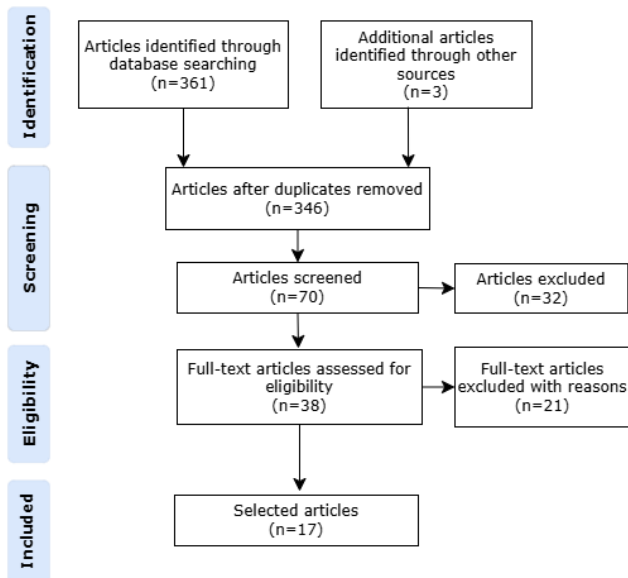 Identification
Articles identified through
database searching
(n=361)
Additional articles
identified through other
sources
(n=3)
Screening
Articles after duplicates removed
(n=346)
Articles screened
(n=70)
Articles excluded
(n=32)
Eligibility
Full-text articles assessed for
eligibility
(n=38)
Full-text articles
excluded with reasons
(n=21)
Included
Selected articles
(n=17)